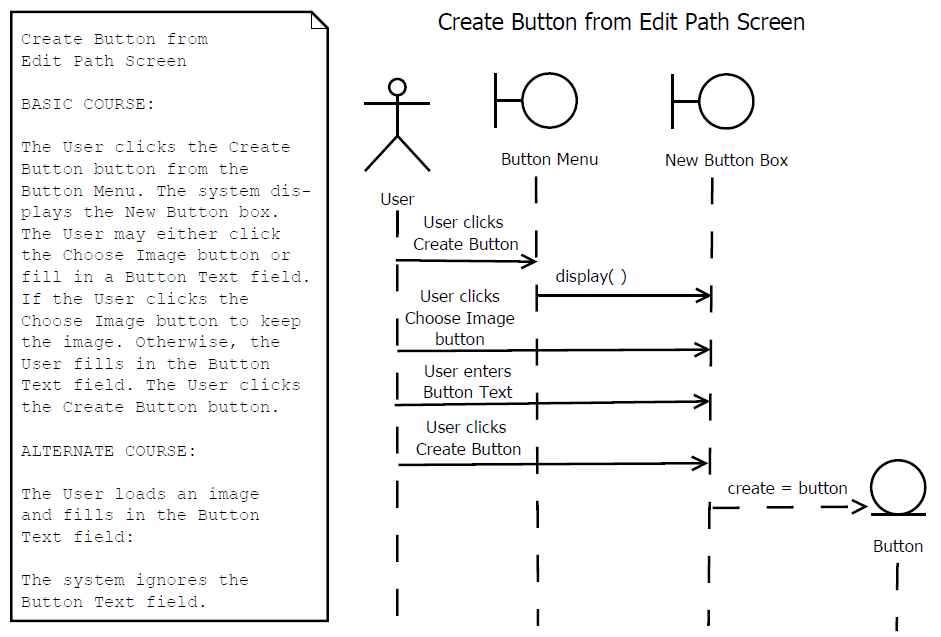 Create Button from
Edit Path Screen
BASIC COURSE:
The User clicks the Create
Button button from the
Button Menu. The system dis-
plays the New Button box.
The User may either click
the Choose Image button or
fill in a Button Text field.
If the User clicks the
Choose Image button to keep
the image. Otherwise, the
User fills in the Button
Text field. The User clicks
the Create Button button.
ALTERNATE COURSE:
The User loads an image
and fills in the Button
Text field:
The system ignores the
Button Text field.
Create Button from Edit Path Screen
User
Button Menu
New Button Box
User clicks
Create Button
display( )
User clicks
Choose Image
button
User enters
Button Text
User clicks
Create Button
create = button
Button